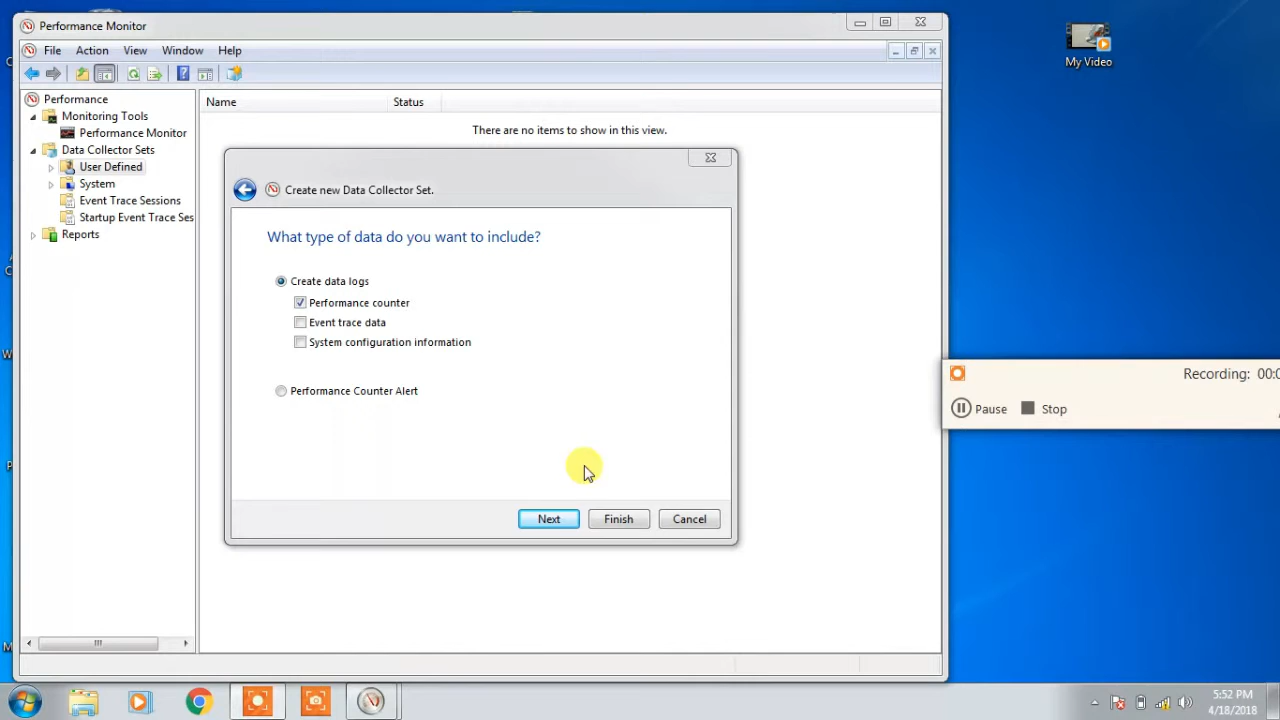 Performance Monitor
My Video
File Action View Window Help
Performance
Monitoring Tools
Performance Monitor
Data Collector Sets
User Defined
System
Event Trace Sessions
Startup Event Trace Ses
Reports
Name Status
There are no items to show in this view.
Create new Data Collector Set.
What type of data do you want to include?
Create data logs
Performance counter
Event trace data
System configuration information
Performance Counter Alert
Next Finish Cancel
Recording: 00:0
Pause Stop
5:52 PM
4/18/2018